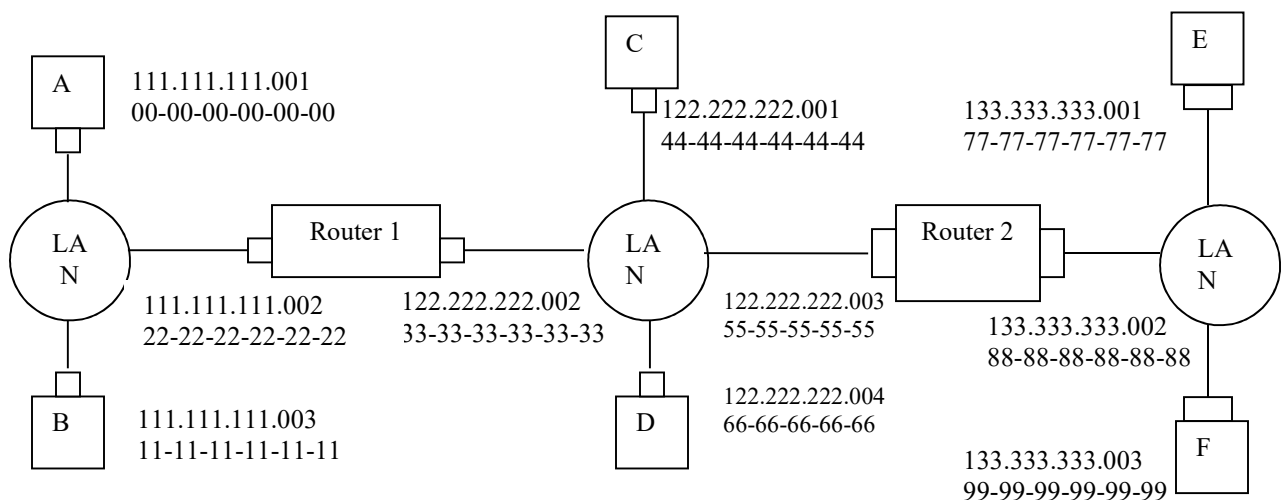 A
111.111.111.001
00-00-00-00-00-00
C
122.222.222.001
44-44-44-44-44-44
E
133.333.333.001
77-77-77-77-77-77
LA
N
Router 1
LA
N
Router 2
LA
N
111.111.111.002
22-22-22-22-22-22
122.222.222.002
33-33-33-33-33-33
122.222.222.003
55-55-55-55-55
133.333.333.002
88-88-88-88-88-88
B
111.111.111.003
11-11-11-11-11-11
D
122.222.222.004
66-66-66-66-66
F
133.333.333.003
99-99-99-99-99-99